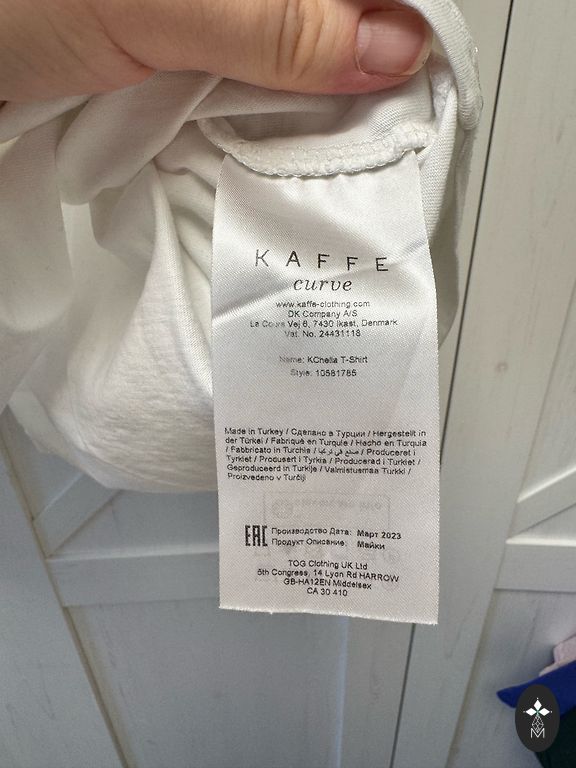 KAFFE
curve
www.kaffe-clothing.com
DK Company A/S
La Cours Vej 6, 7430 Ikast, Denmark
Vat. No. 24431118
Name: KChella T-Shirt
Style: 10581785
Made in Turkey / Сделано в Турции / Hergestellt in
der Türkei / Fabriqué en Turquie / Hecho en Turquia
/ Fabbricato in Turchia / صنع في تركيا / Produceret i
Tyrkiet / Produsert i Tyrkia / Producerad i Turkiet /
Geproduceerd in Turkije / Valmistusmaa Turkki /
Proizvedeno v Turčiji
EAC Производство Дата: Март 2023
Продукт Описание: Майки
TOG Clothing UK Ltd
5th Congress, 14 Lyon Rd HARROW
GB-HA12EN Middelsex
CA 30 410
M